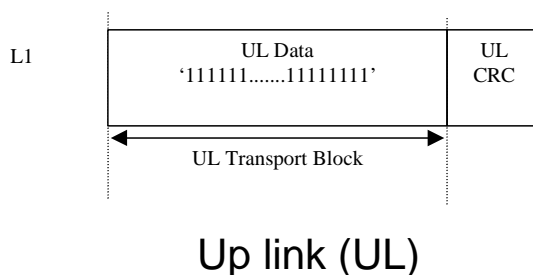 L1
UL Data
‘111111.......11111111’
UL
CRC
UL Transport Block
Up link (UL)